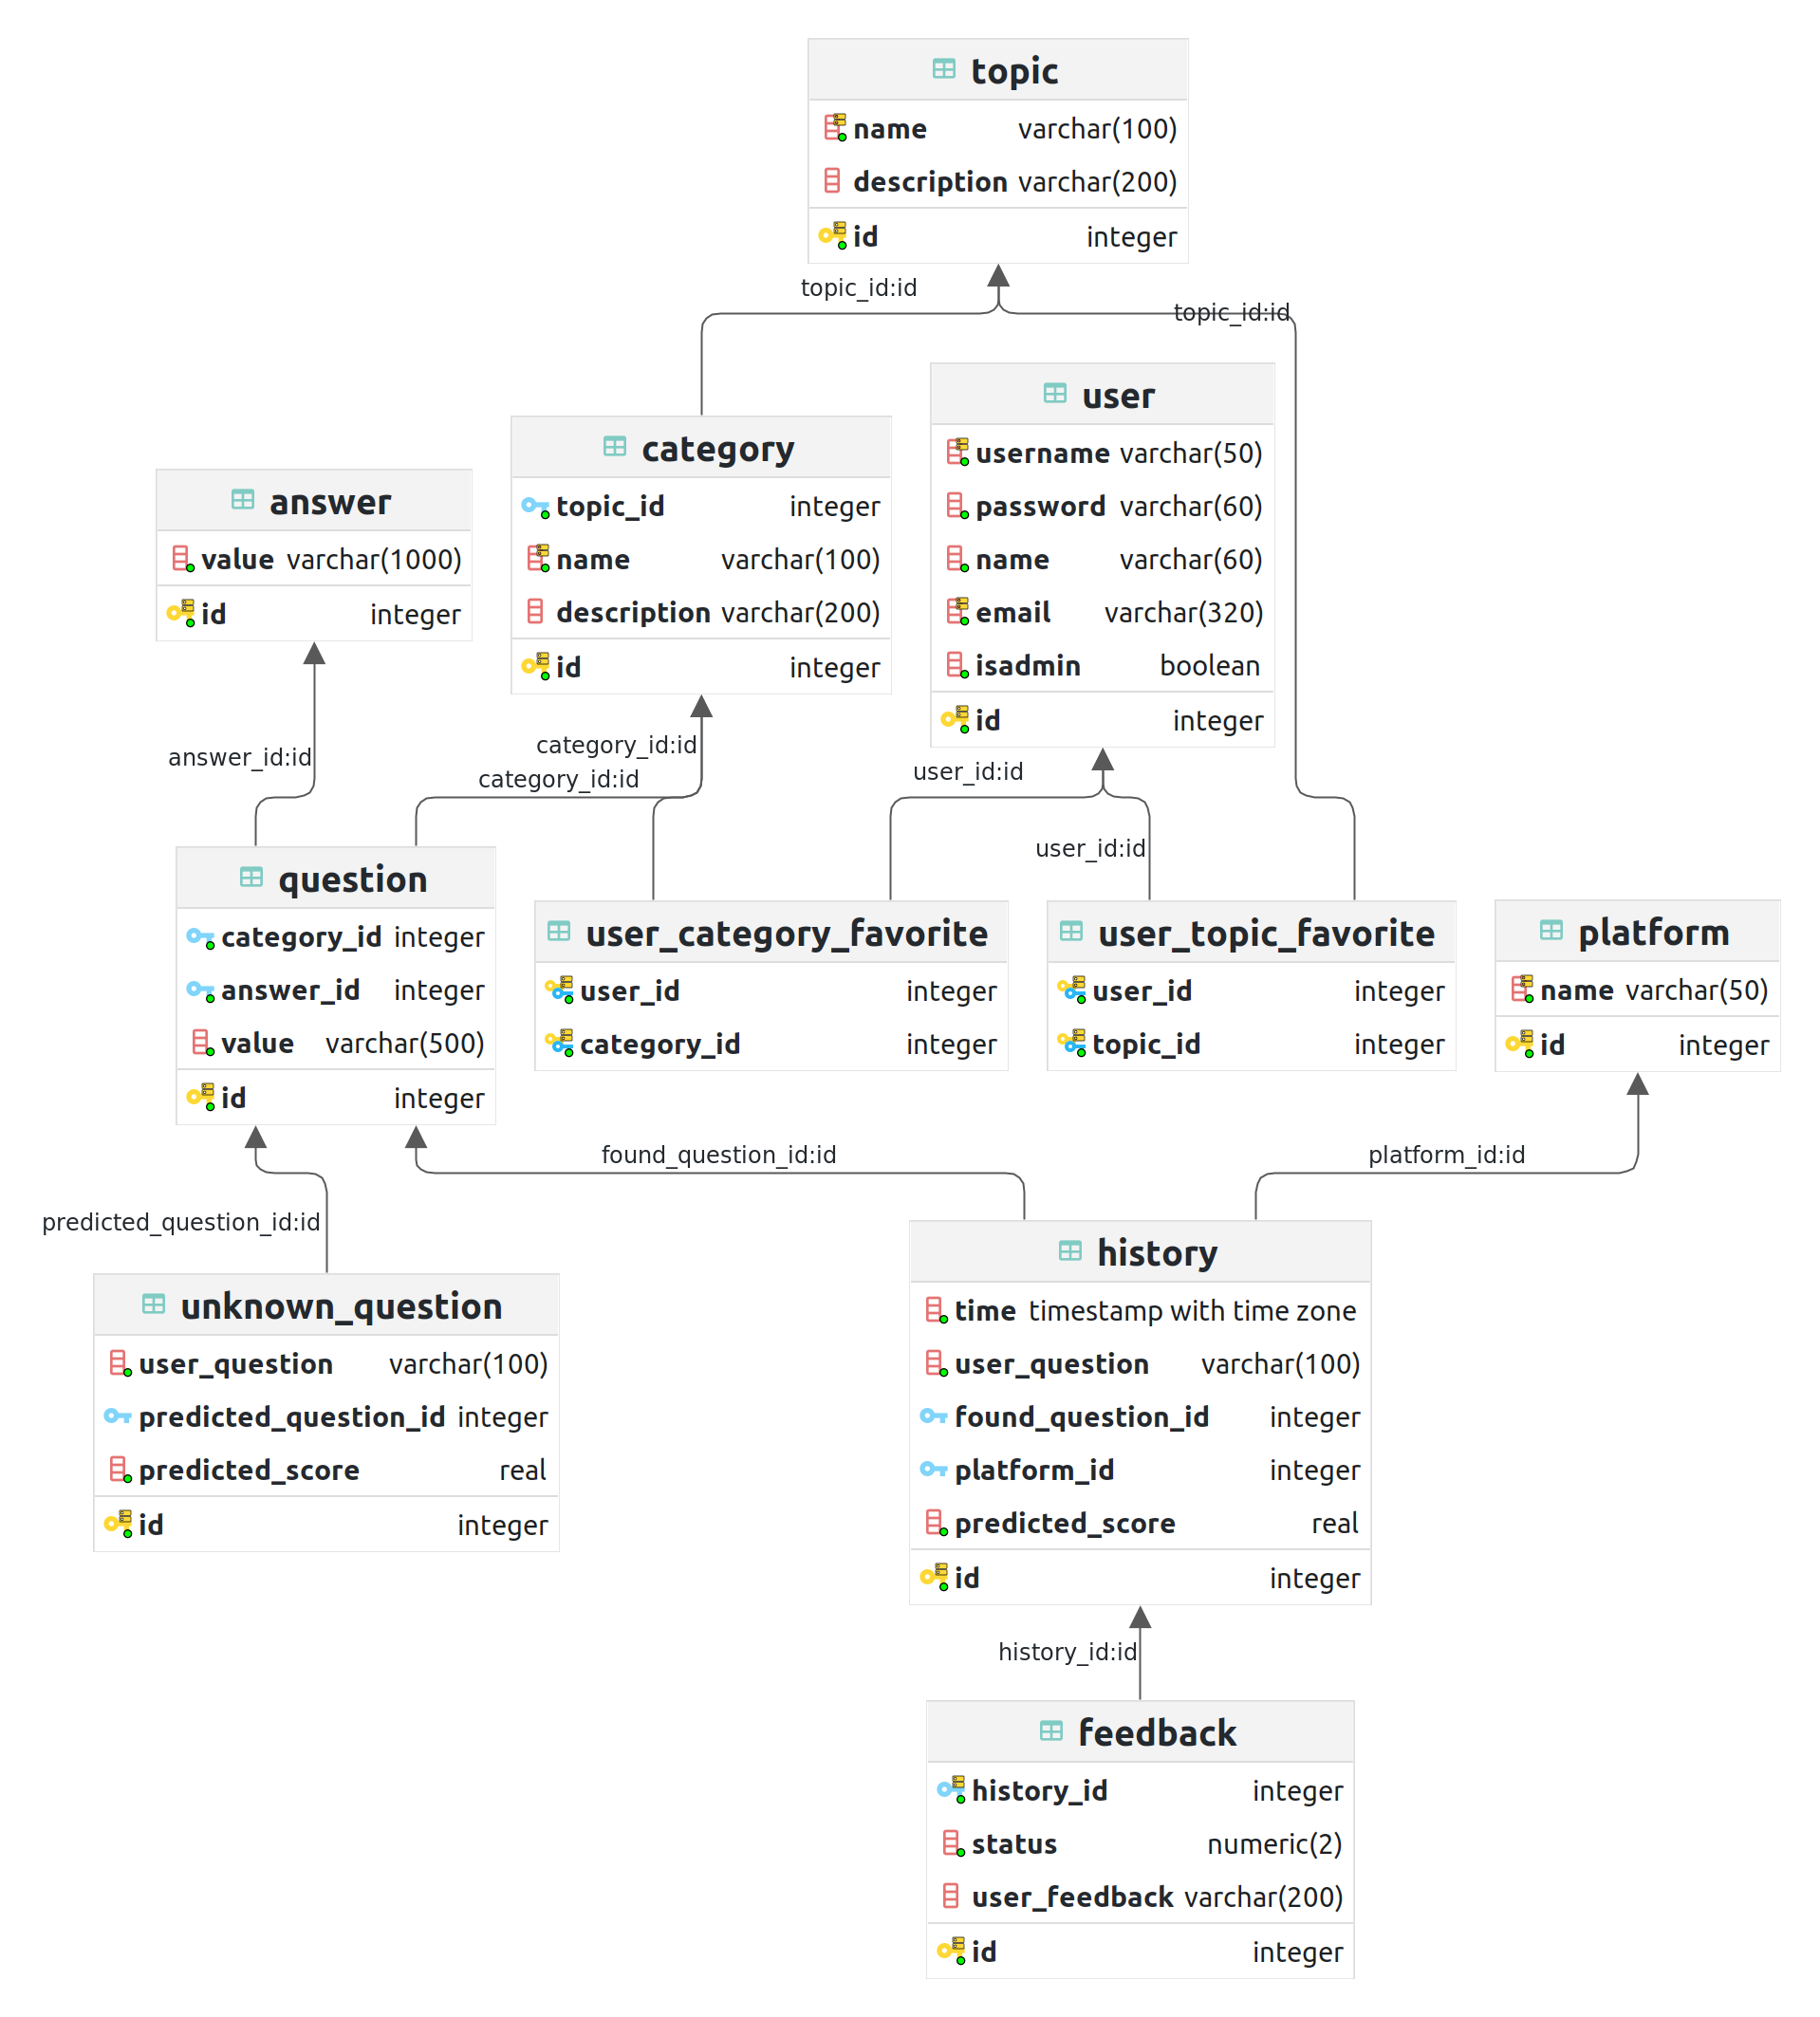 topic
name varchar(100)
description varchar(200)
id integer
topic_id:id
topic_id:id
user
username varchar(50)
password varchar(60)
name varchar(60)
email varchar(320)
isadmin boolean
id integer
category
topic_id integer
name varchar(100)
description varchar(200)
id integer
answer
value varchar(1000)
id integer
answer_id:id
category_id:id
category_id:id
user_id:id
user_id:id
question
category_id integer
answer_id integer
value varchar(500)
id integer
user_category_favorite
user_id integer
category_id integer
user_topic_favorite
user_id integer
topic_id integer
platform
name varchar(50)
id integer
predicted_question_id:id
found_question_id:id
platform_id:id
unknown_question
user_question varchar(100)
predicted_question_id integer
predicted_score real
id integer
history
time timestamp with time zone
user_question varchar(100)
found_question_id integer
platform_id integer
predicted_score real
id integer
history_id:id
feedback
history_id integer
status numeric(2)
user_feedback varchar(200)
id integer